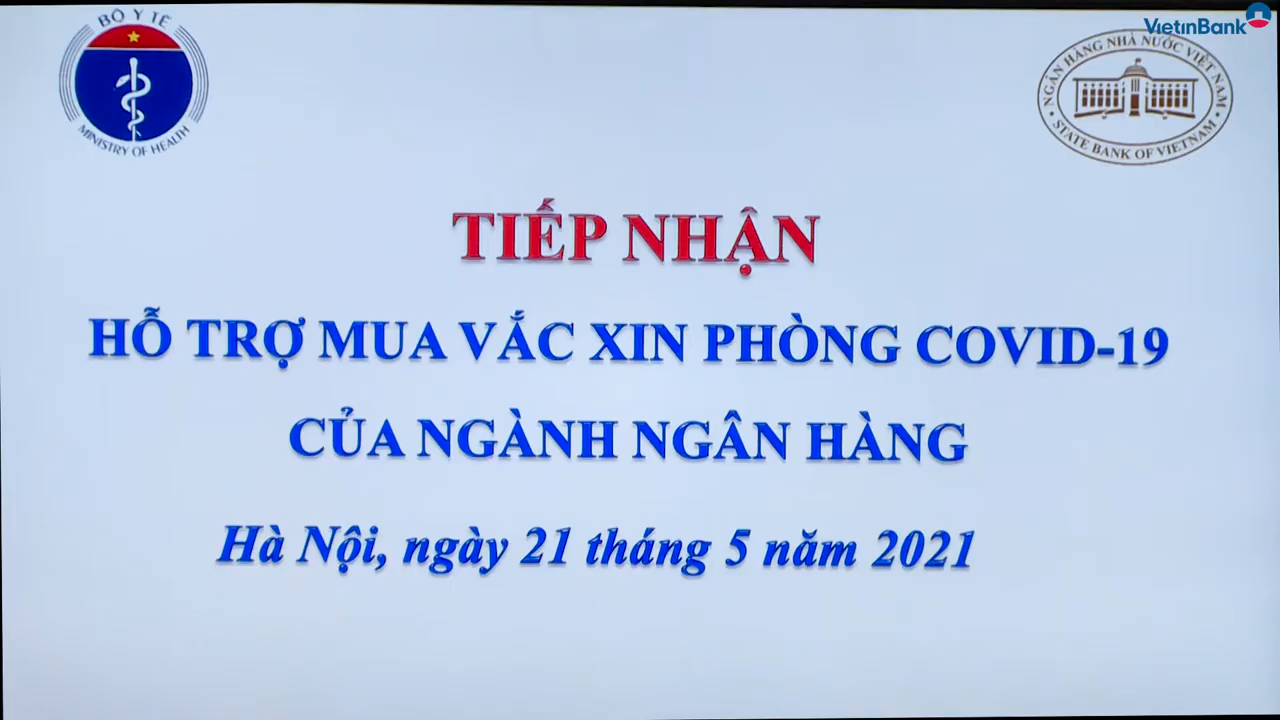 BỘ Y TẾ
MINISTRY OF HEALTH
VietinBank
NGÂN HÀNG NHÀ NƯỚC VIỆT NAM
STATE BANK OF VIETNAM
TIẾP NHẬN
HỖ TRỢ MUA VẮC XIN PHÒNG COVID-19
CỦA NGÀNH NGÂN HÀNG
Hà Nội, ngày 21 tháng 5 năm 2021